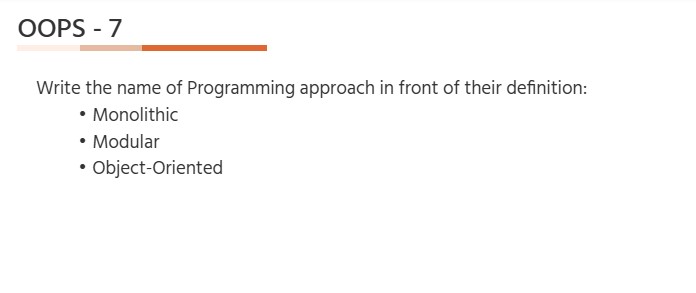 OOPS - 7
Write the name of Programming approach in front of their definition:
• Monolithic
• Modular
• Object-Oriented